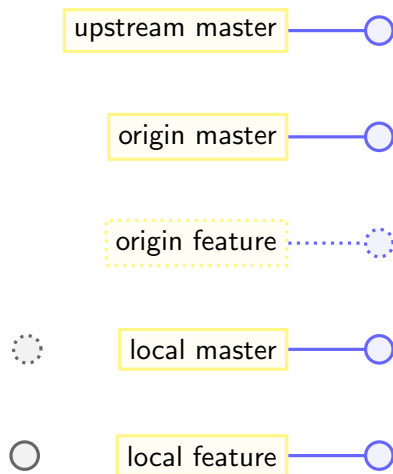 upstream master
origin master
origin feature
local master
local feature